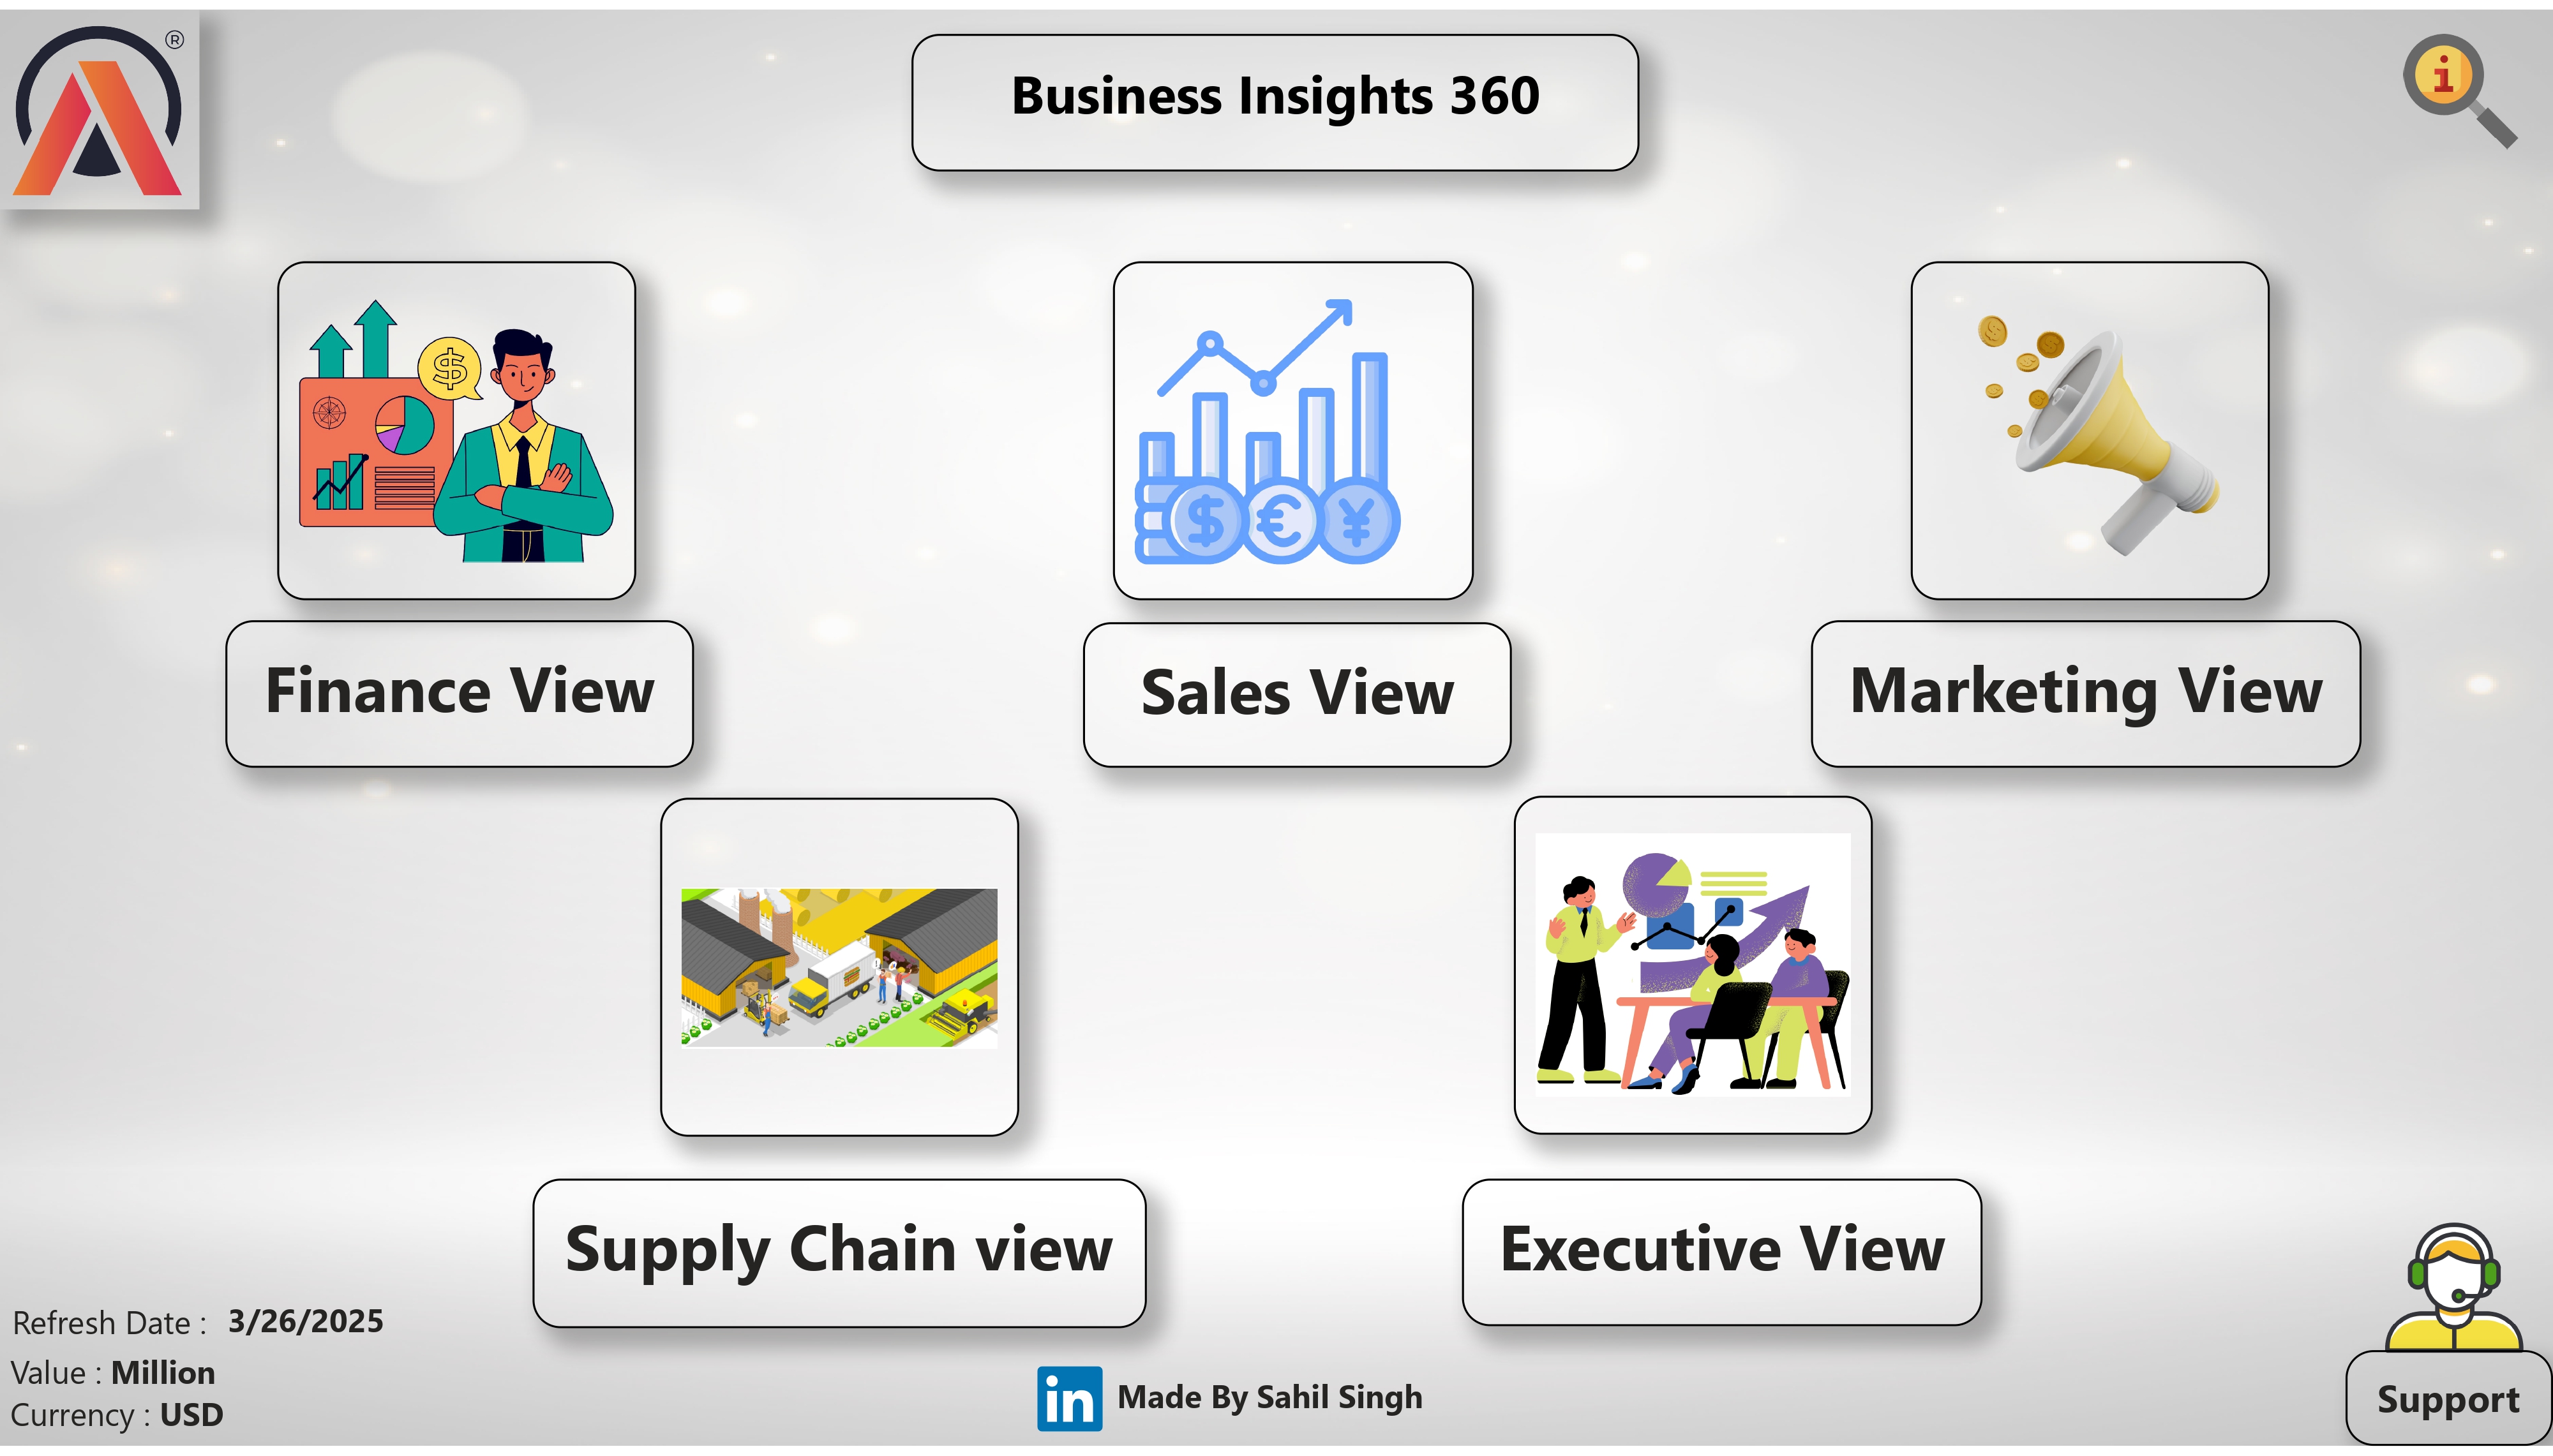 ®
Business Insights 360
i
$
$ € ¥
Finance View
Sales View
Marketing View
Supply Chain view
Executive View
Refresh Date : 3/26/2025
Value : Million
Currency : USD
in Made By Sahil Singh
Support